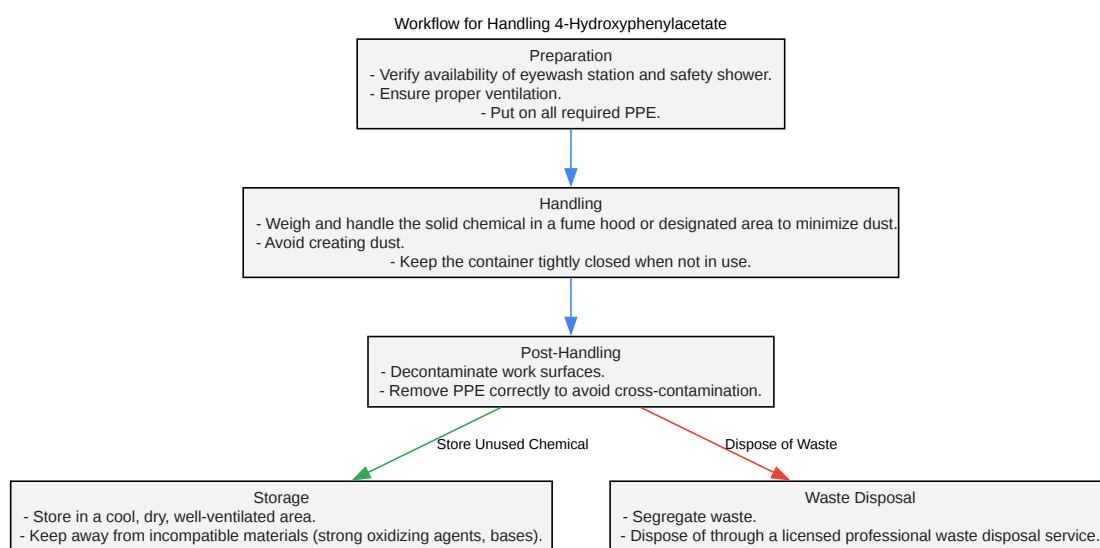 Workflow for Handling 4-Hydroxyphenylacetate
Preparation
- Verify availability of eyewash station and safety shower.
- Ensure proper ventilation.
- Put on all required PPE.
Handling
- Weigh and handle the solid chemical in a fume hood or designated area to minimize dust.
- Avoid creating dust.
- Keep the container tightly closed when not in use.
Post-Handling
- Decontaminate work surfaces.
- Remove PPE correctly to avoid cross-contamination.
Store Unused Chemical
Dispose of Waste
Storage
- Store in a cool, dry, well-ventilated area.
- Keep away from incompatible materials (strong oxidizing agents, bases).
Waste Disposal
- Segregate waste.
- Dispose of through a licensed professional waste disposal service.